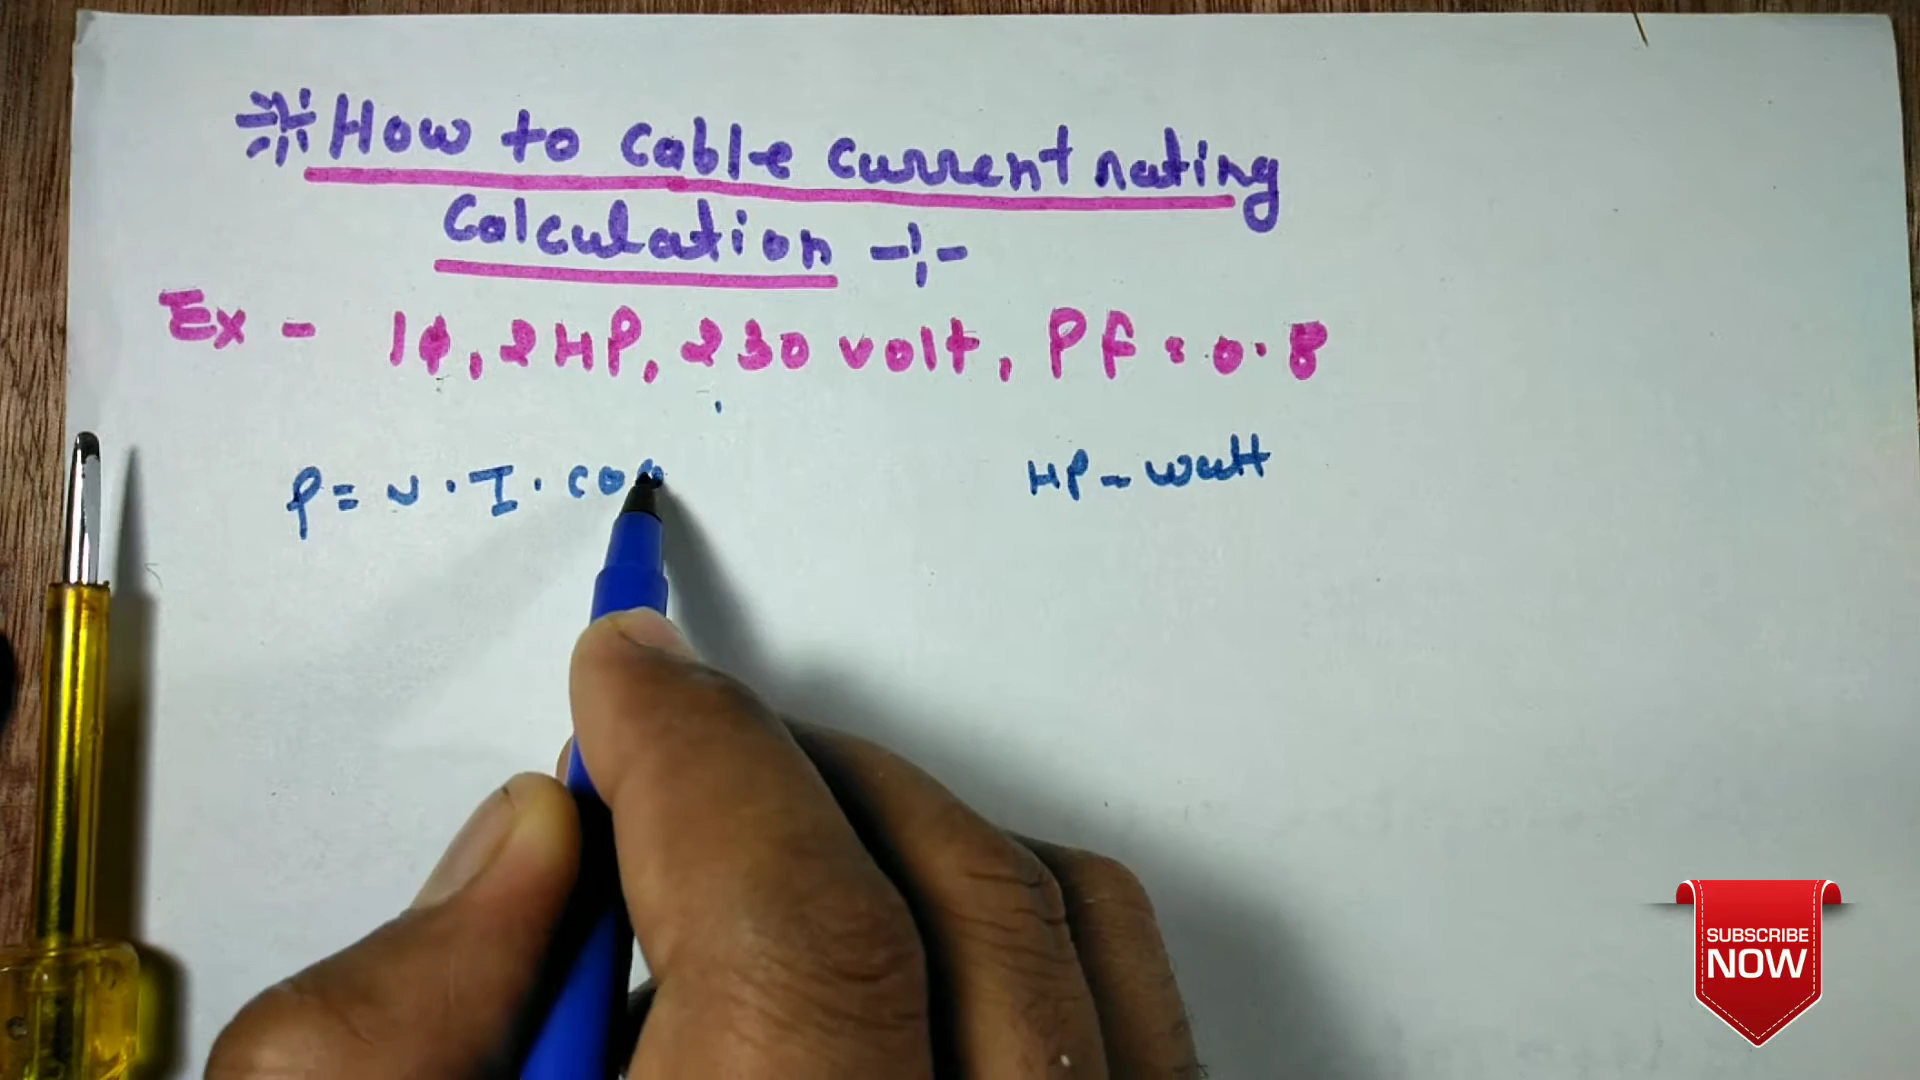 How to cable current rating
Calculation
Ex - 1φ, 2HP, 230 volt, PF = 0.8
P = V · I · cos
HP - watt
SUBSCRIBE
NOW